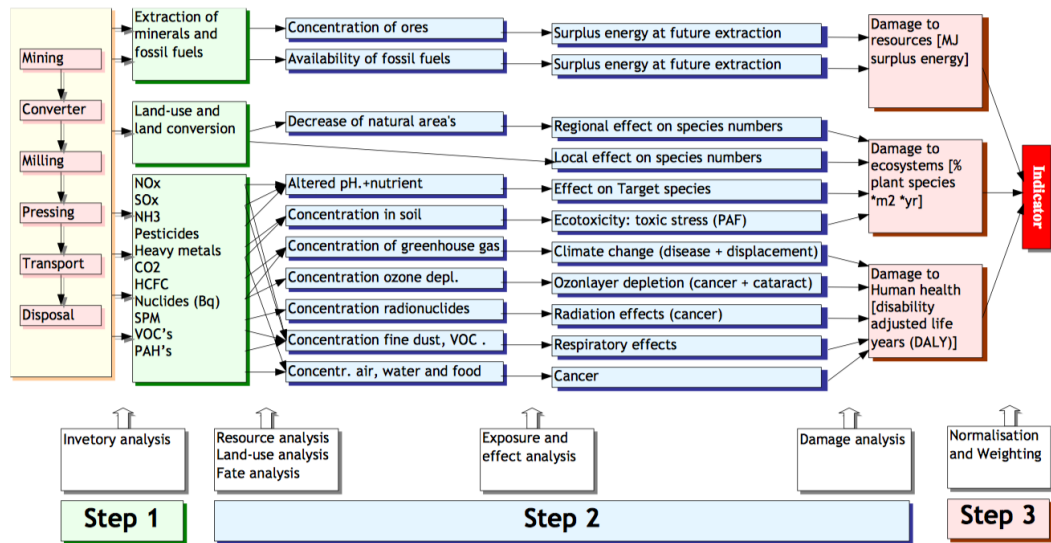 Mining
Converter
Milling
Pressing
Transport
Disposal
Extraction of
minerals and
fossil fuels
Land-use and
land conversion
NOx
SOx
NH3
Pesticides
Heavy metals
CO2
HCFC
Nuclides (Bq)
SPM
VOC's
PAH's
Concentration of ores
Availability of fossil fuels
Decrease of natural area's
Altered pH.+nutrient
Concentration in soil
Concentration of greenhouse gas
Concentration ozone depl.
Concentration radionuclides
Concentration fine dust, VOC .
Concentr. air, water and food
Surplus energy at future extraction
Surplus energy at future extraction
Regional effect on species numbers
Local effect on species numbers
Effect on Target species
Ecotoxicity: toxic stress (PAF)
Climate change (disease + displacement)
Ozonlayer depletion (cancer + cataract)
Radiation effects (cancer)
Respiratory effects
Cancer
Damage to
resources [MJ
surplus energy]
Damage to
ecosystems [%
plant species
*m2 *yr]
Damage to
Human health
[disability
adjusted life
years (DALY)]
Indicator
Invetory analysis
Resource analysis
Land-use analysis
Fate analysis
Exposure and
effect analysis
Damage analysis
Normalisation
and Weighting
Step 1
Step 2
Step 3